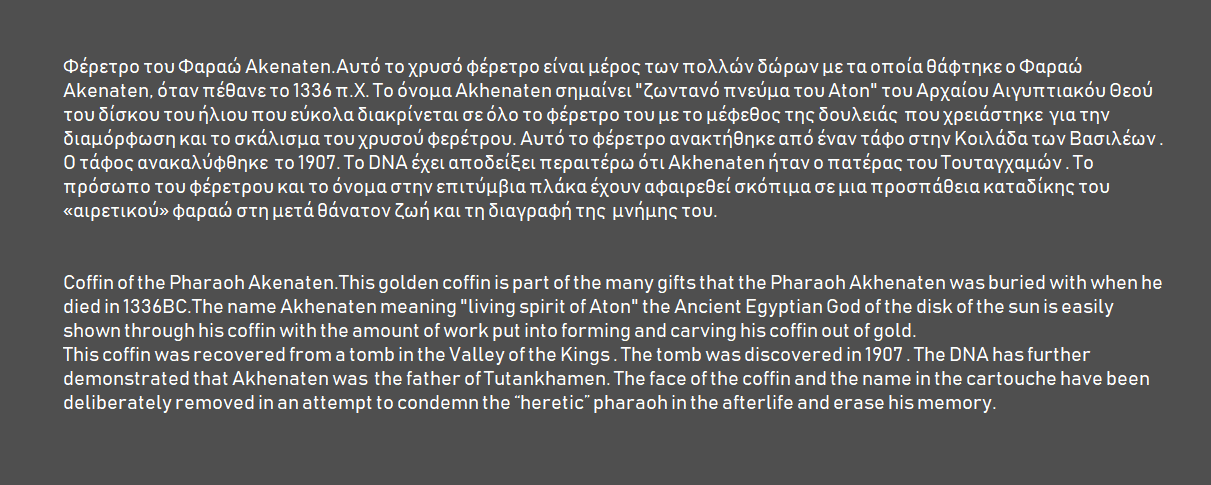 Φέρετρο του Φαραώ Akenaten.Αυτό το χρυσό φέρετρο είναι μέρος των πολλών δώρων με τα οποία θάφτηκε ο Φαραώ
Akenaten, όταν πέθανε το 1336 π.Χ. Το όνομα Akhenaten σημαίνει "ζωντανό πνεύμα του Aton" του Αρχαίου Αιγυπτιακόυ Θεού
του δίσκου του ήλιου που εύκολα διακρίνεται σε όλο το φέρετρο του με το μέφεθος της δουλειάς που χρειάστηκε για την
διαμόρφωση και το σκάλισμα του χρυσού φερέτρου. Αυτό το φέρετρο ανακτήθηκε από έναν τάφο στην Κοιλάδα των Βασιλέων .
Ο τάφος ανακαλύφθηκε το 1907. Το DNA έχει αποδείξει περαιτέρω ότι Akhenaten ήταν ο πατέρας του Τουταγχαμών . Το
πρόσωπο του φέρετρου και το όνομα στην επιτύμβια πλάκα έχουν αφαιρεθεί σκόπιμα σε μια προσπάθεια καταδίκης του
«αιρετικού» φαραώ στη μετά θάνατον ζωή και τη διαγραφή της μνήμης του.
Coffin of the Pharaoh Akenaten.This golden coffin is part of the many gifts that the Pharaoh Akhenaten was buried with when he
died in 1336BC.The name Akhenaten meaning "living spirit of Aton" the Ancient Egyptian God of the disk of the sun is easily
shown through his coffin with the amount of work put into forming and carving his coffin out of gold.
This coffin was recovered from a tomb in the Valley of the Kings . The tomb was discovered in 1907 . The DNA has further
demonstrated that Akhenaten was the father of Tutankhamen. The face of the coffin and the name in the cartouche have been
deliberately removed in an attempt to condemn the “heretic” pharaoh in the afterlife and erase his memory.